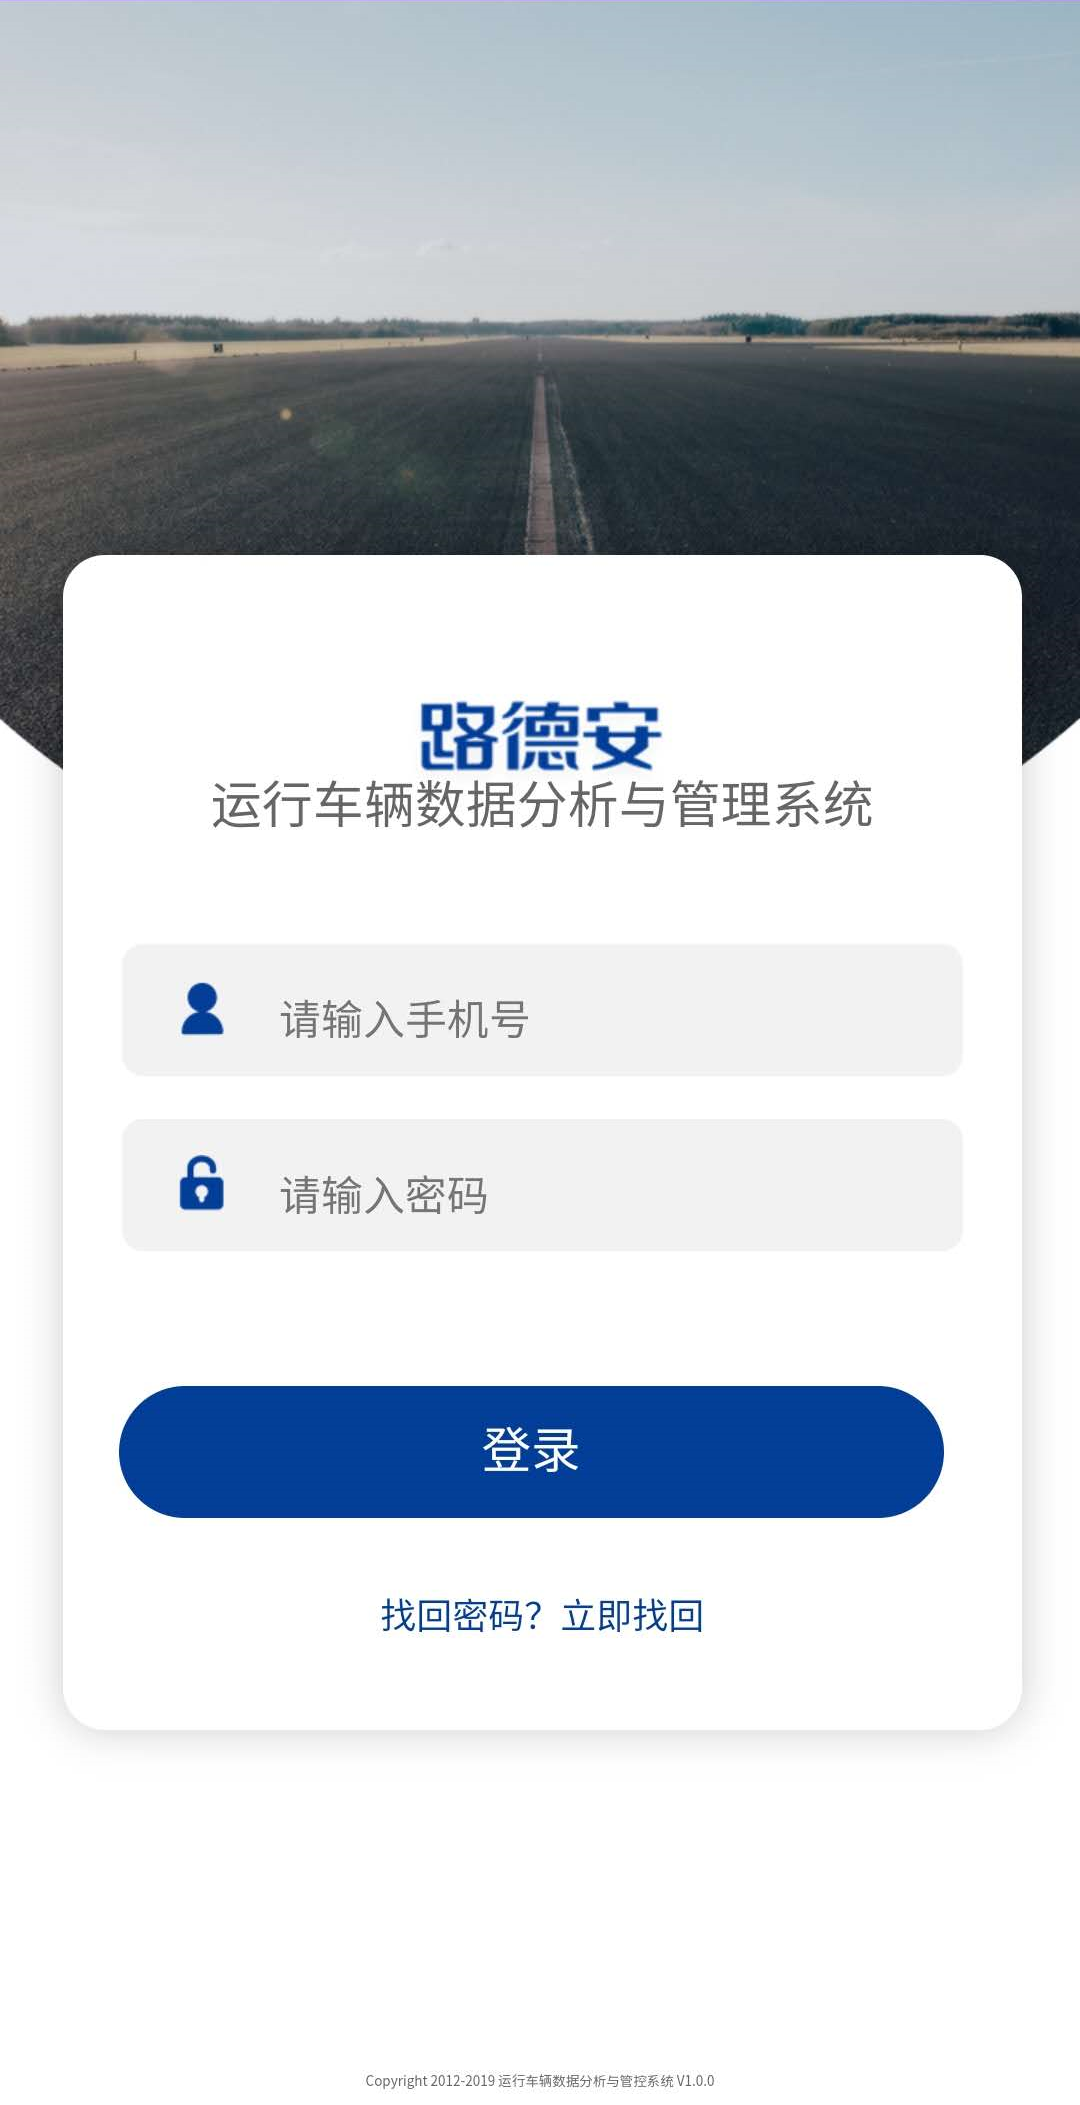 路德安
运行车辆数据分析与管理系统
请输入手机号
请输入密码
登录
找回密码？立即找回
Copyright 2012-2019 运行车辆数据分析与管控系统 V1.0.0